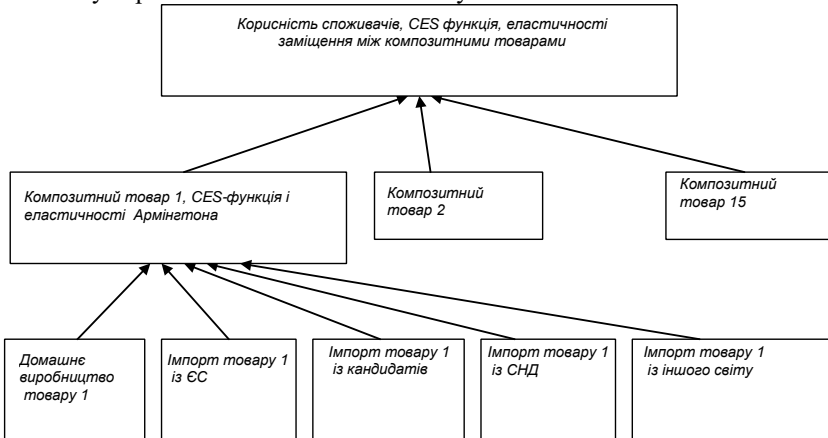 Корисність споживачів, CES функція, еластичності
заміщення між композитними товарами
Композитний товар 1, CES-функція і
еластичності Армінгтона
Композитний
товар 2
Композитний
товар 15
Домашнє
виробництво
товару 1
Імпорт товару 1
із ЄС
Імпорт товару 1
із кандидатів
Імпорт товару 1
із СНД
Імпорт товару 1
із іншого світу